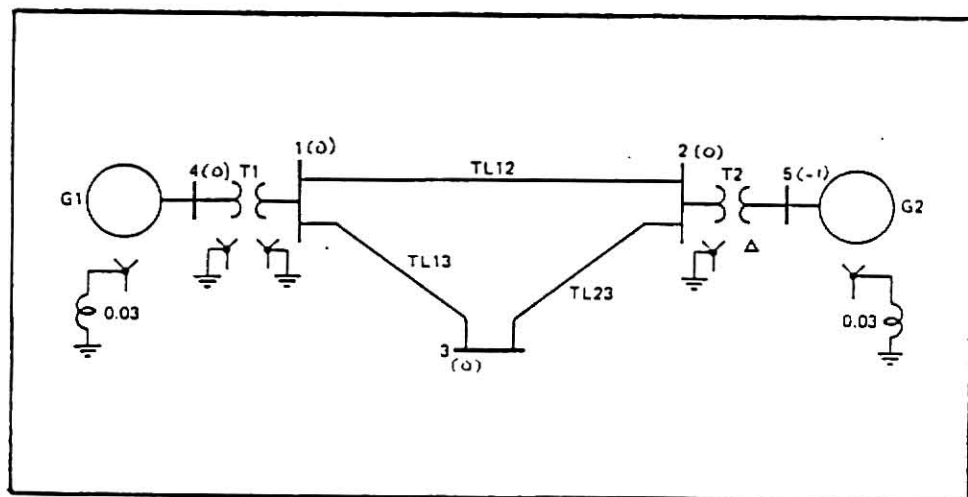 1 (0)
2 (0)
4 (0) T1
TL12
T2 5 (-1)
G1
G2
Δ
TL13
TL23
0.03
0.03
3
(0)